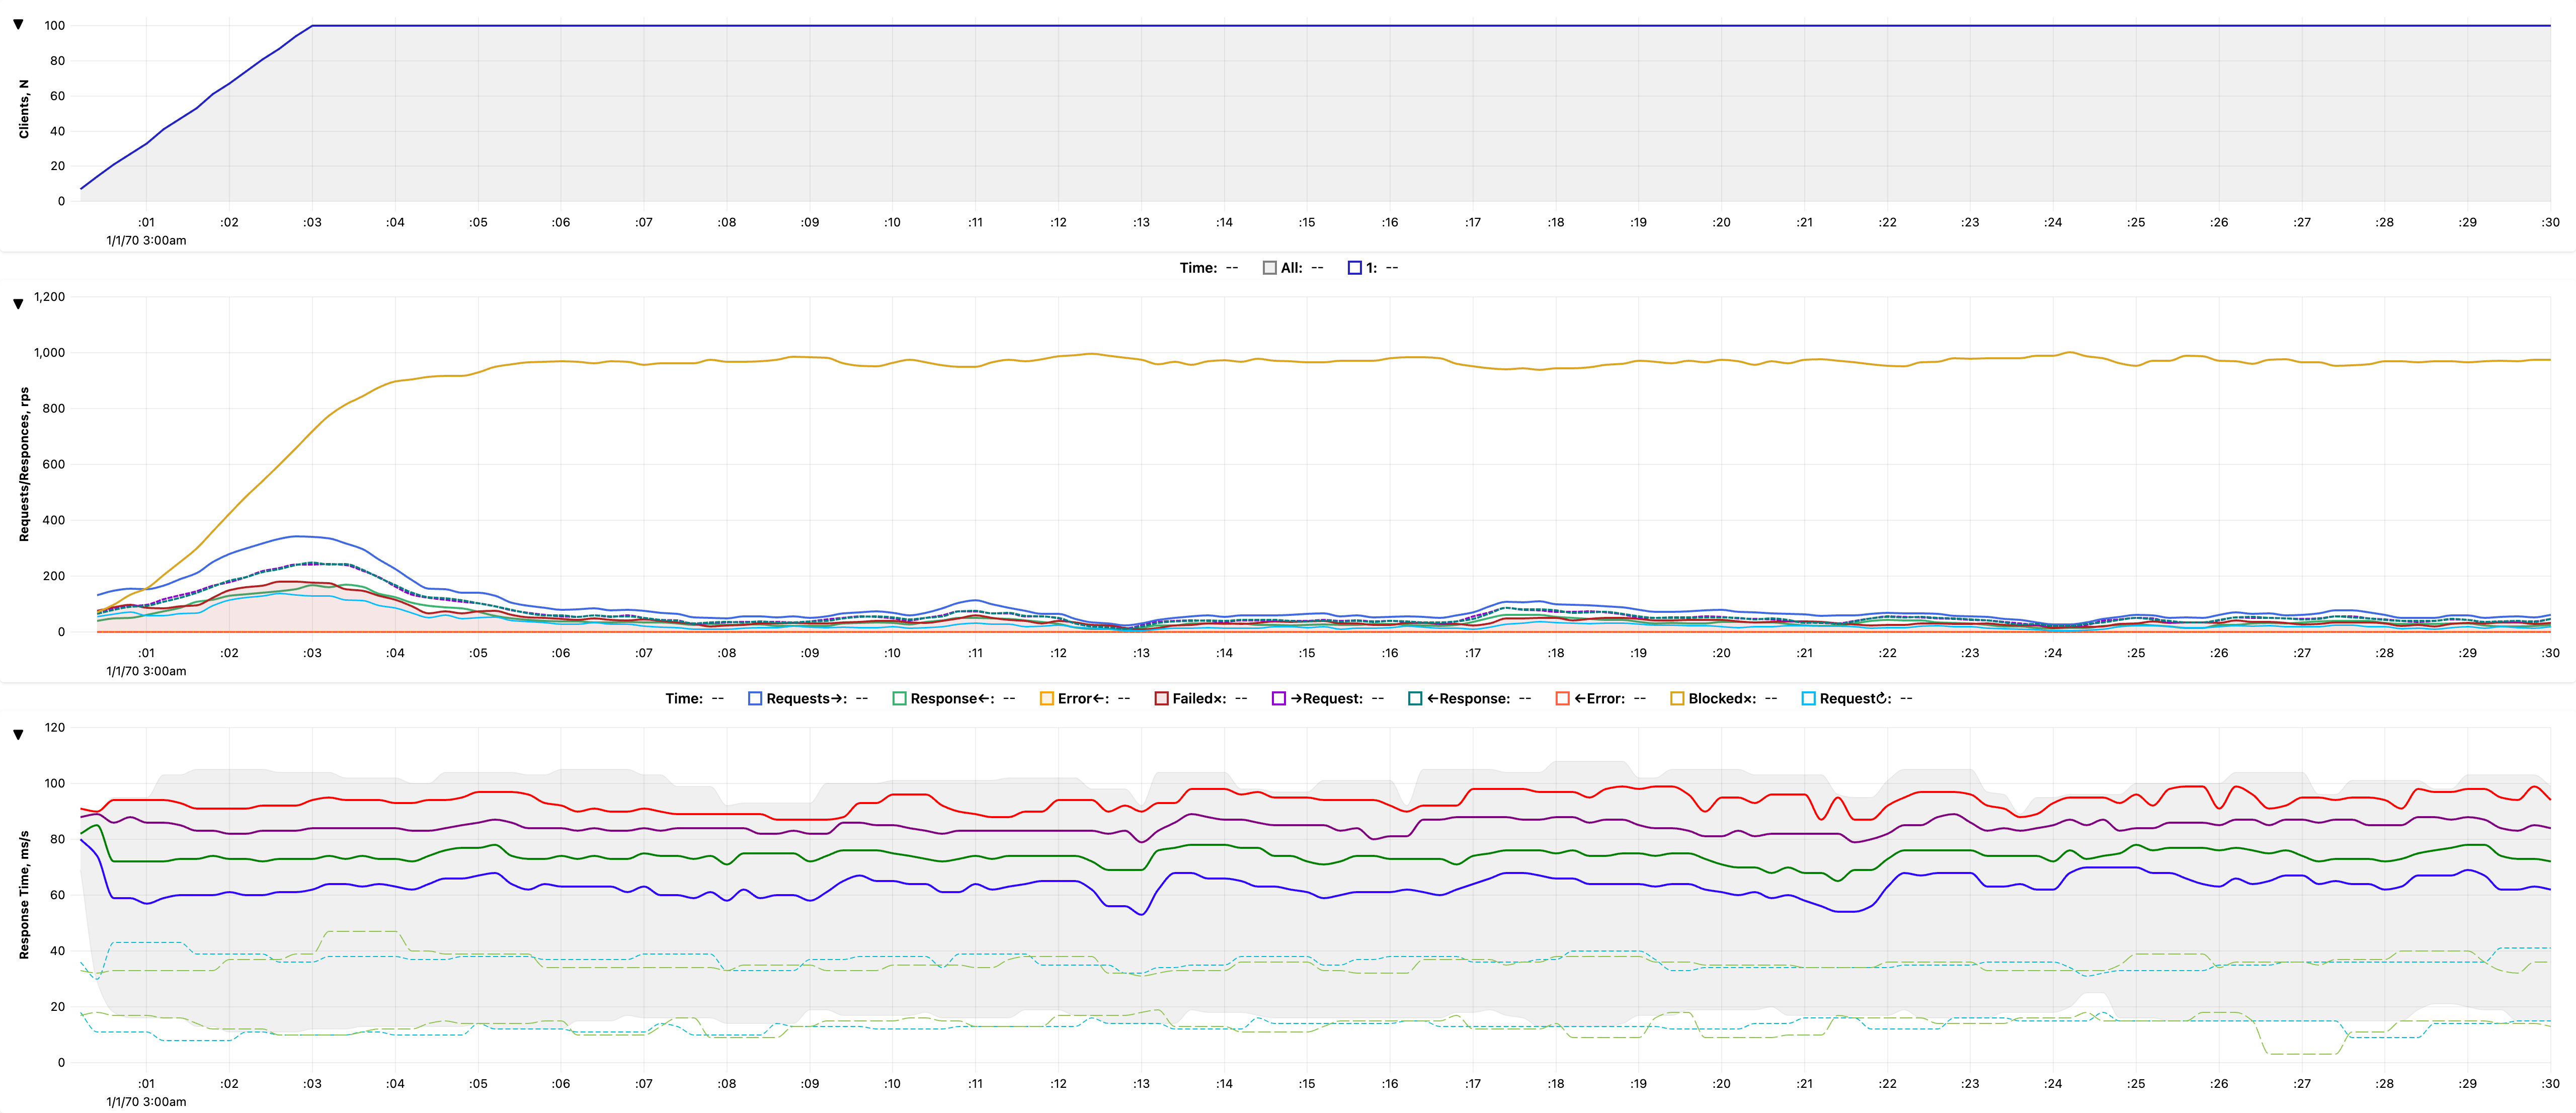 ▼
Clients, N
100
80
60
40
20
0
:01 :02 :03 :04 :05 :06 :07 :08 :09 :10 :11 :12 :13 :14 :15 :16 :17 :18 :19 :20 :21 :22 :23 :24 :25 :26 :27 :28 :29 :30
1/1/70 3:00am
Time: -- All: -- 1: --
▼
Requests/Responces, rps
1,200
1,000
800
600
400
200
0
:01 :02 :03 :04 :05 :06 :07 :08 :09 :10 :11 :12 :13 :14 :15 :16 :17 :18 :19 :20 :21 :22 :23 :24 :25 :26 :27 :28 :29 :30
1/1/70 3:00am
Time: -- Requests→: -- Response←: -- Error←: -- Failed×: -- →Request: -- ←Response: -- ←Error: -- Blocked×: -- Request↻: --
▼
Response Time, ms/s
120
100
80
60
40
20
0
:01 :02 :03 :04 :05 :06 :07 :08 :09 :10 :11 :12 :13 :14 :15 :16 :17 :18 :19 :20 :21 :22 :23 :24 :25 :26 :27 :28 :29 :30
1/1/70 3:00am